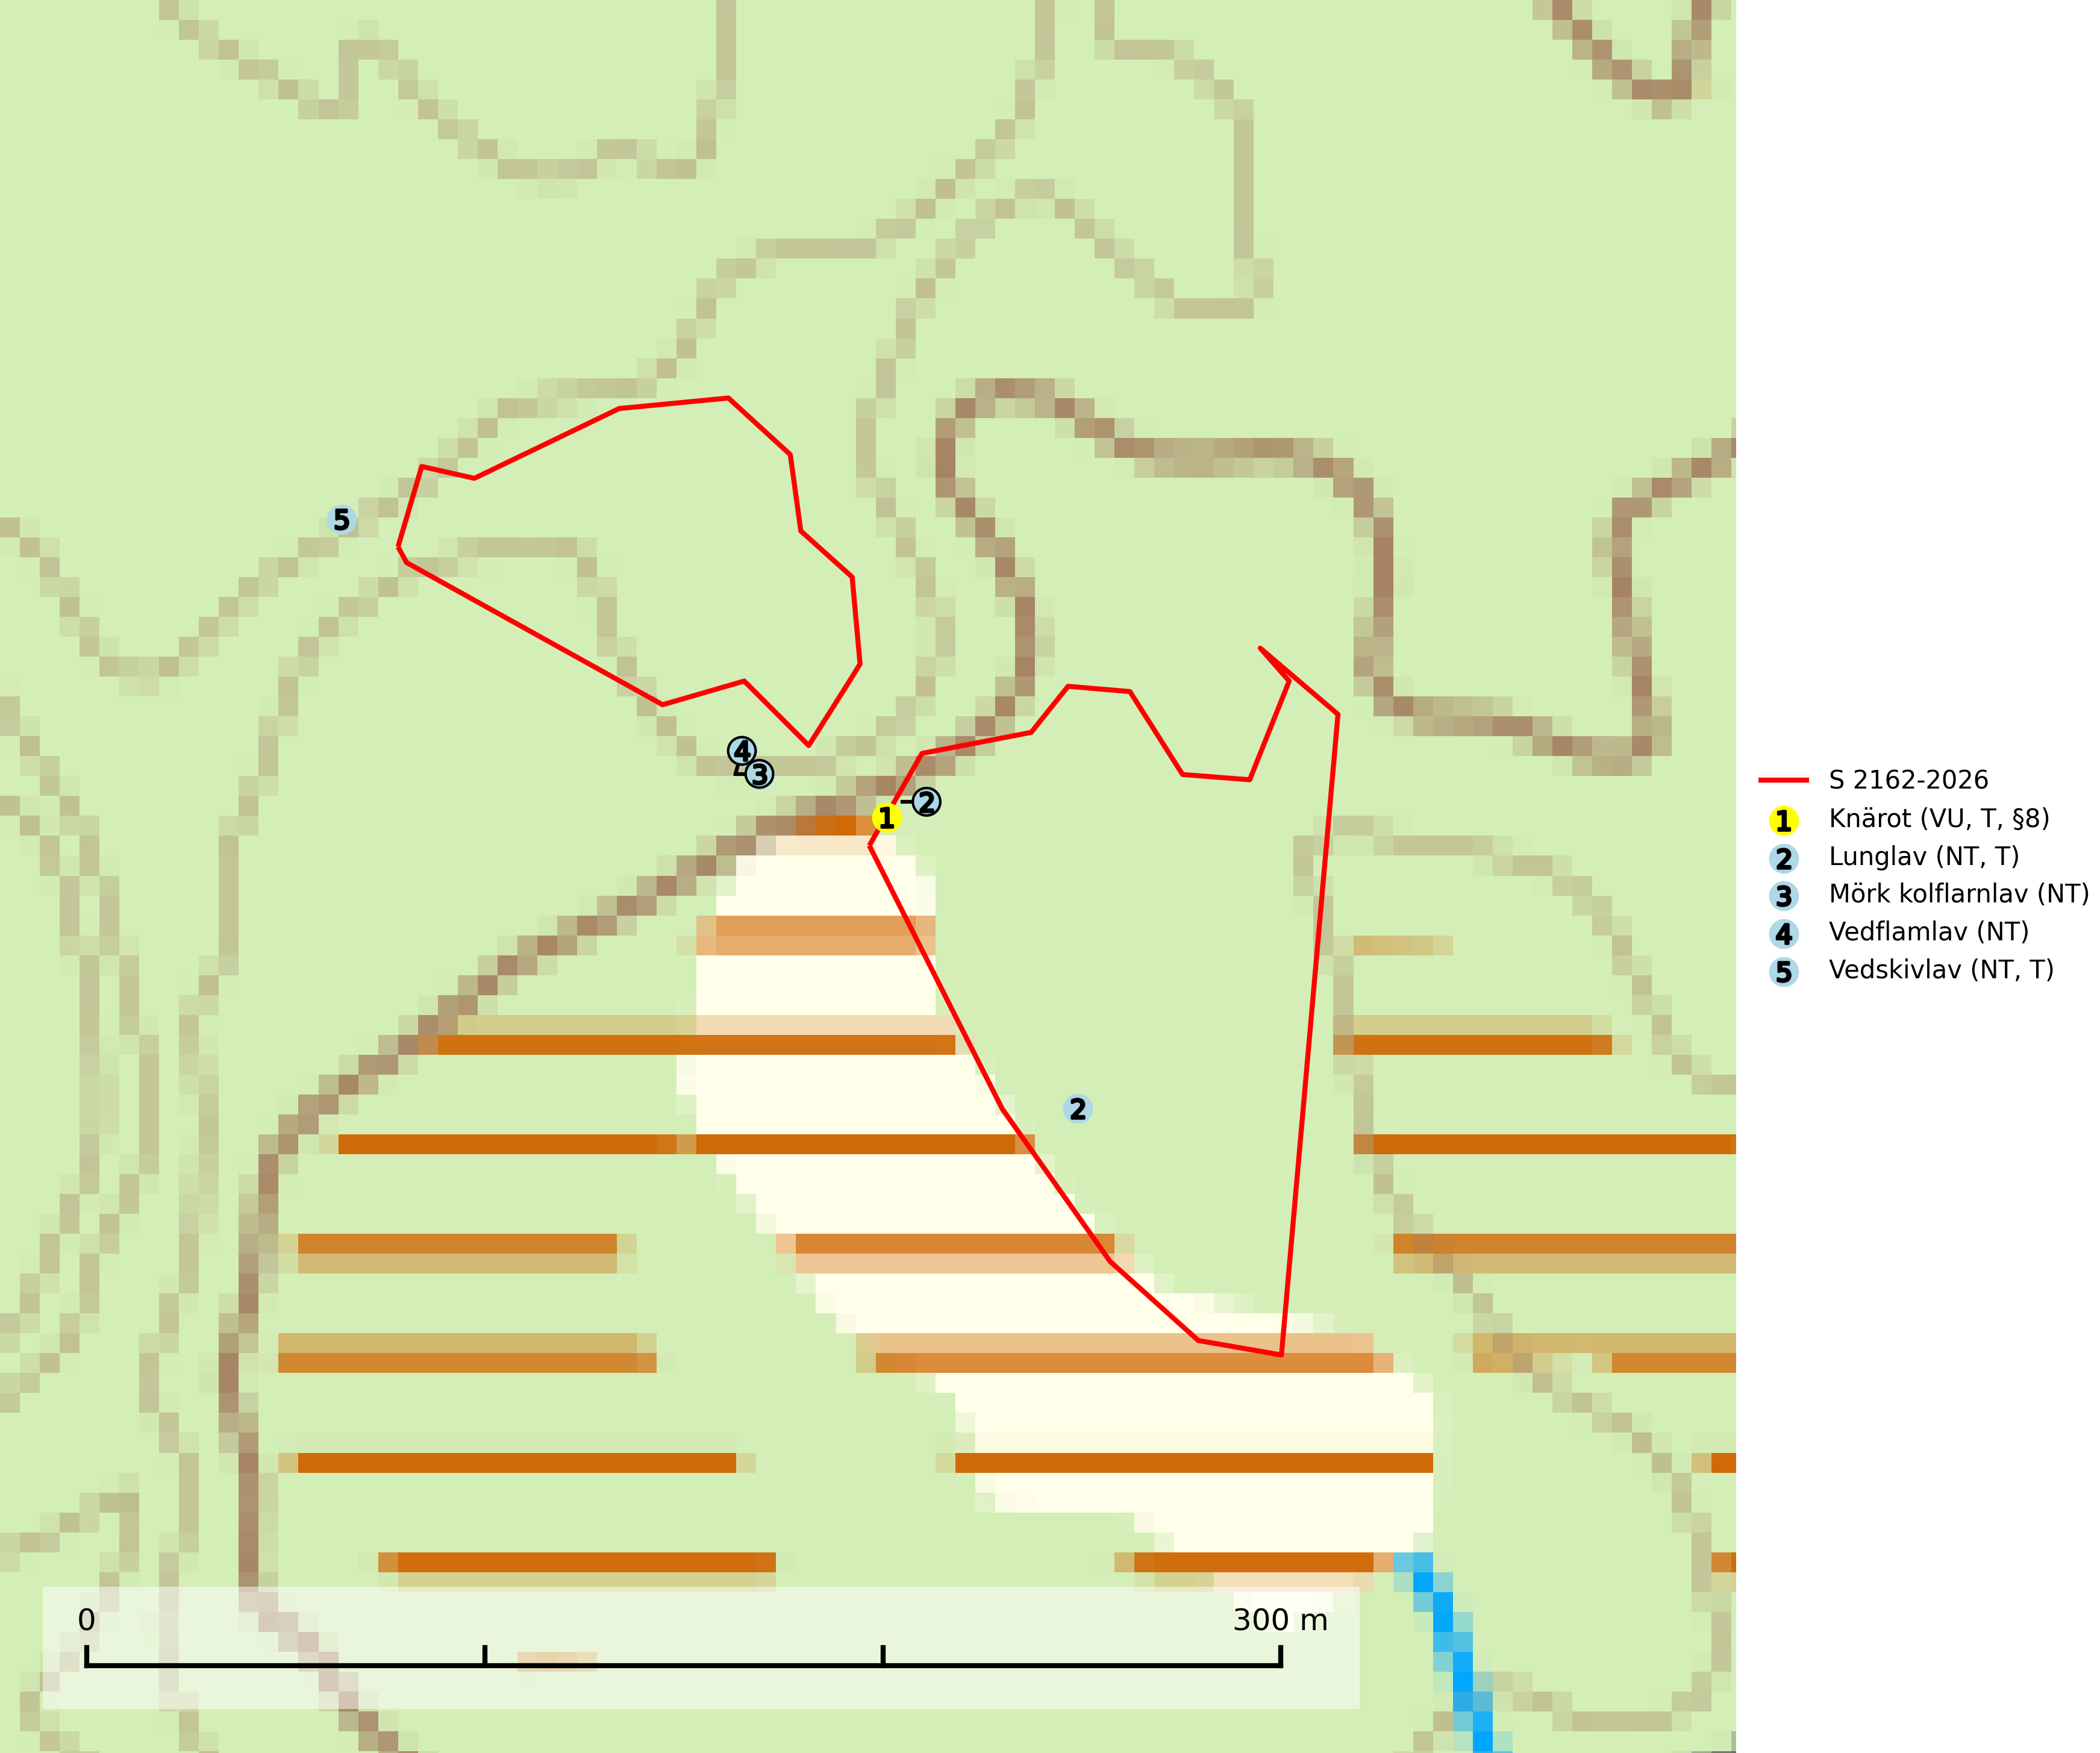 5
4
3
2
1
2
0
300 m
S 2162-2026
1 Knärot (VU, T, §8)
2 Lunglav (NT, T)
3 Mörk kolflarnlav (NT)
4 Vedflamlav (NT)
5 Vedskivlav (NT, T)